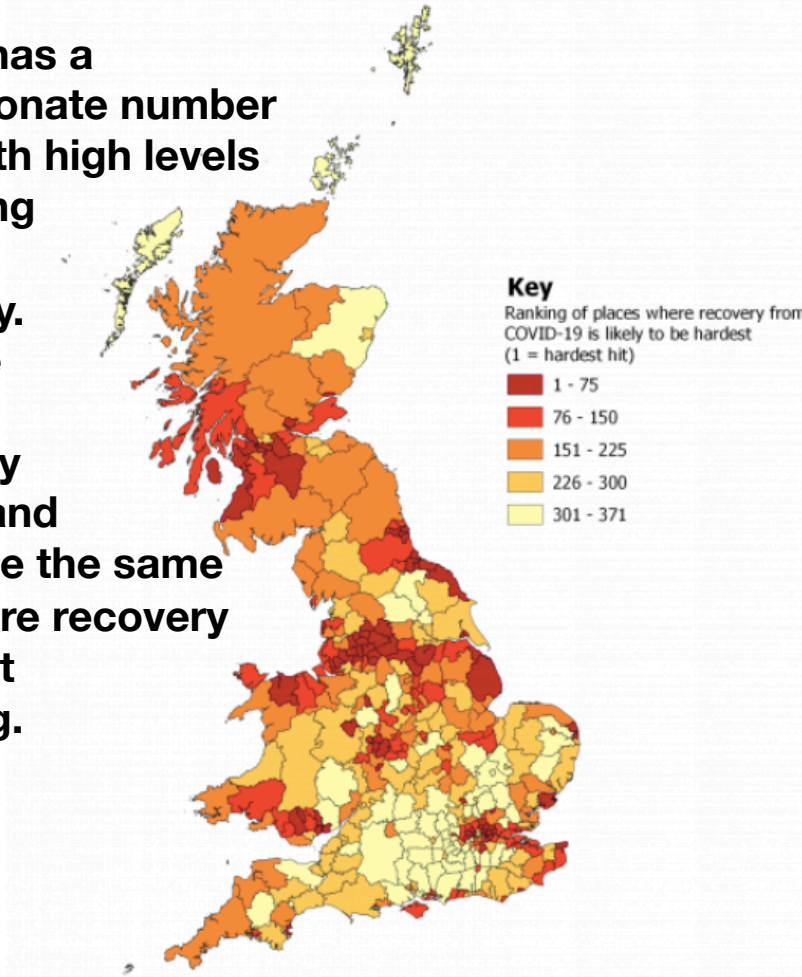 has a
onate number
th high levels
ng
y.
y
and
e the same
re recovery
t
g.
Key
Ranking of places where recovery from
COVID-19 is likely to be hardest
(1 = hardest hit)
1 - 75
76 - 150
151 - 225
226 - 300
301 - 371